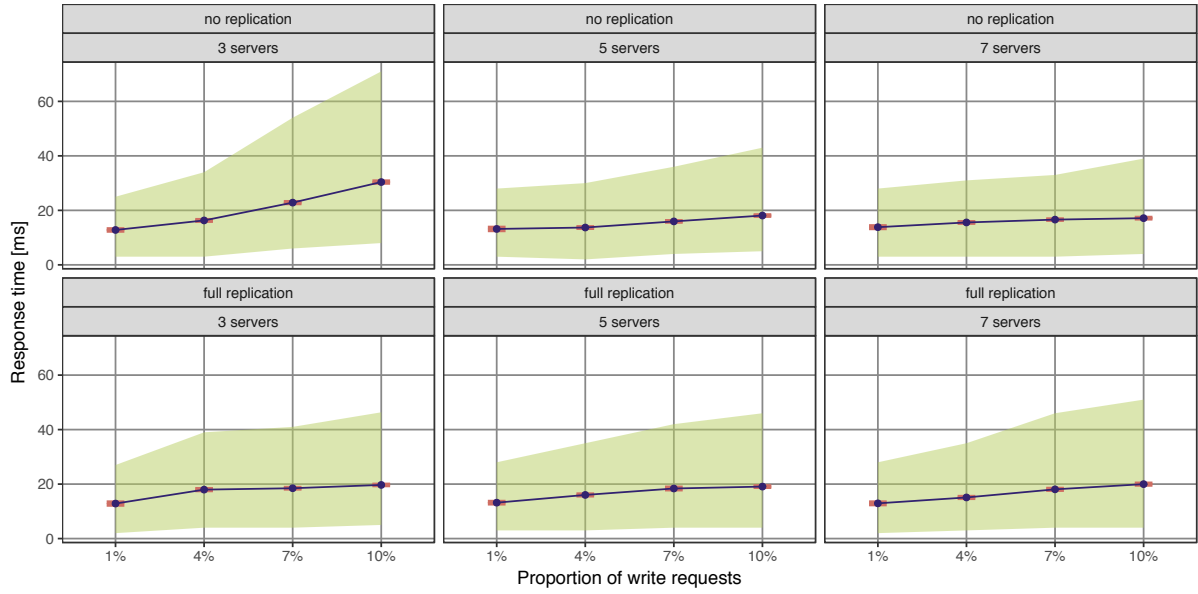 no replication
no replication
no replication
3 servers
5 servers
7 servers
60
40
20
0
full replication
full replication
full replication
3 servers
5 servers
7 servers
60
40
20
0
1%
4%
7%
10%
1%
4%
7%
10%
1%
4%
7%
10%
Response time [ms]
Proportion of write requests